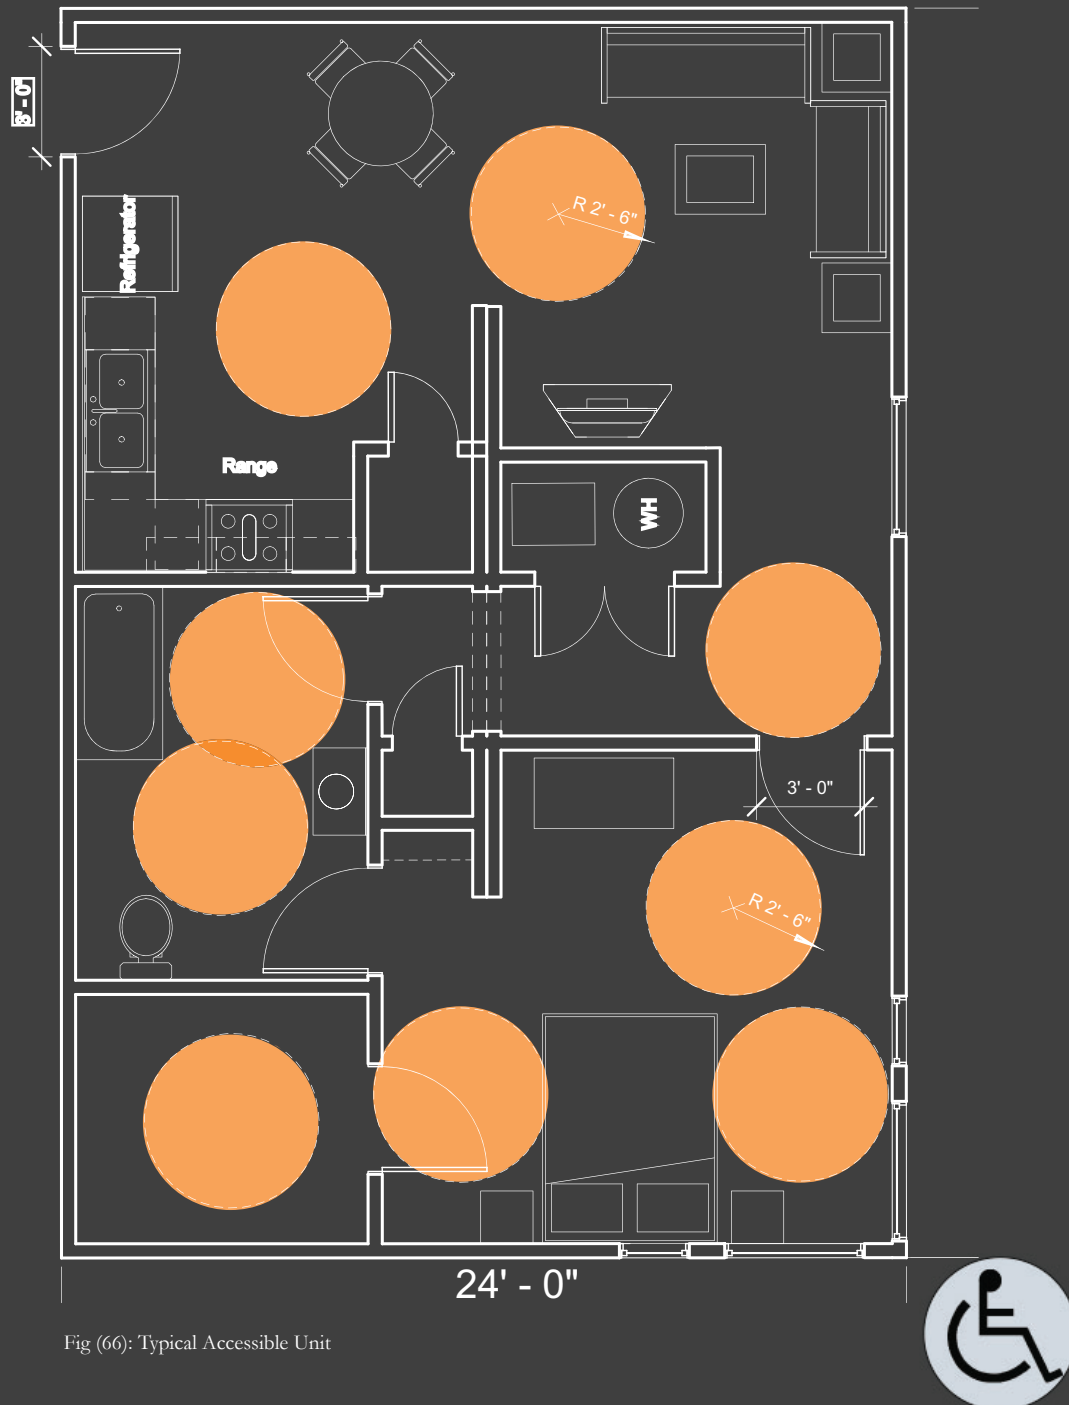 3' - 0"
Refrigerator
R 2' - 6"
Range
WH
3' - 0"
R 2' - 6"
24' - 0"
Fig (66): Typical Accessible Unit